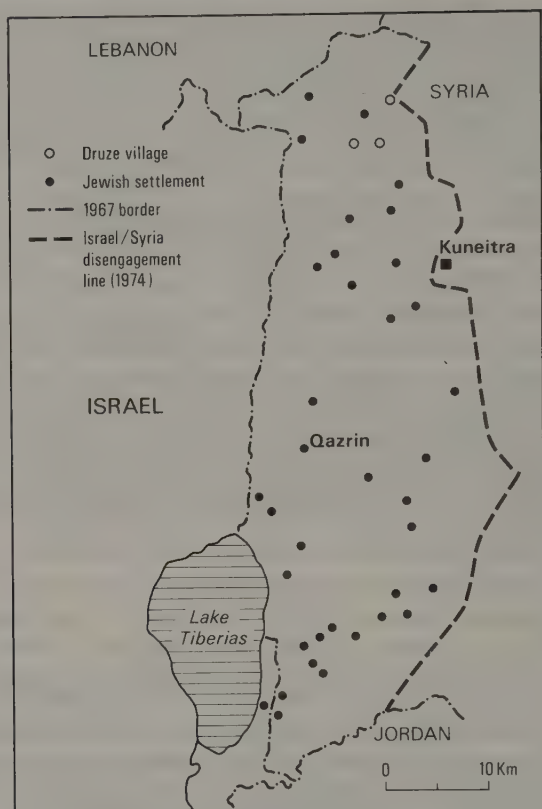 LEBANON
SYRIA
Druze village
Jewish settlement
1967 border
Israel/Syria
disengagement
line (1974)
Kuneitra
ISRAEL
Qazrin
Lake
Tiberias
JORDAN
0 10 Km